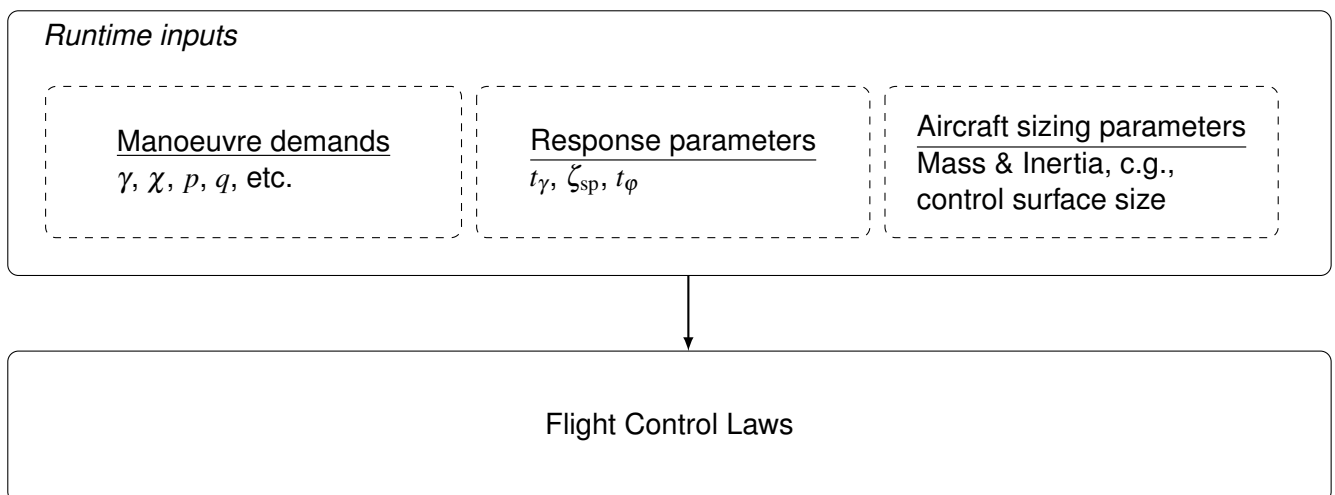 Runtime inputs
Manoeuvre demands
γ, χ, p, q, etc.
Response parameters
tγ, ζsp, tφ
Aircraft sizing parameters
Mass & Inertia, c.g.,
control surface size
Flight Control Laws